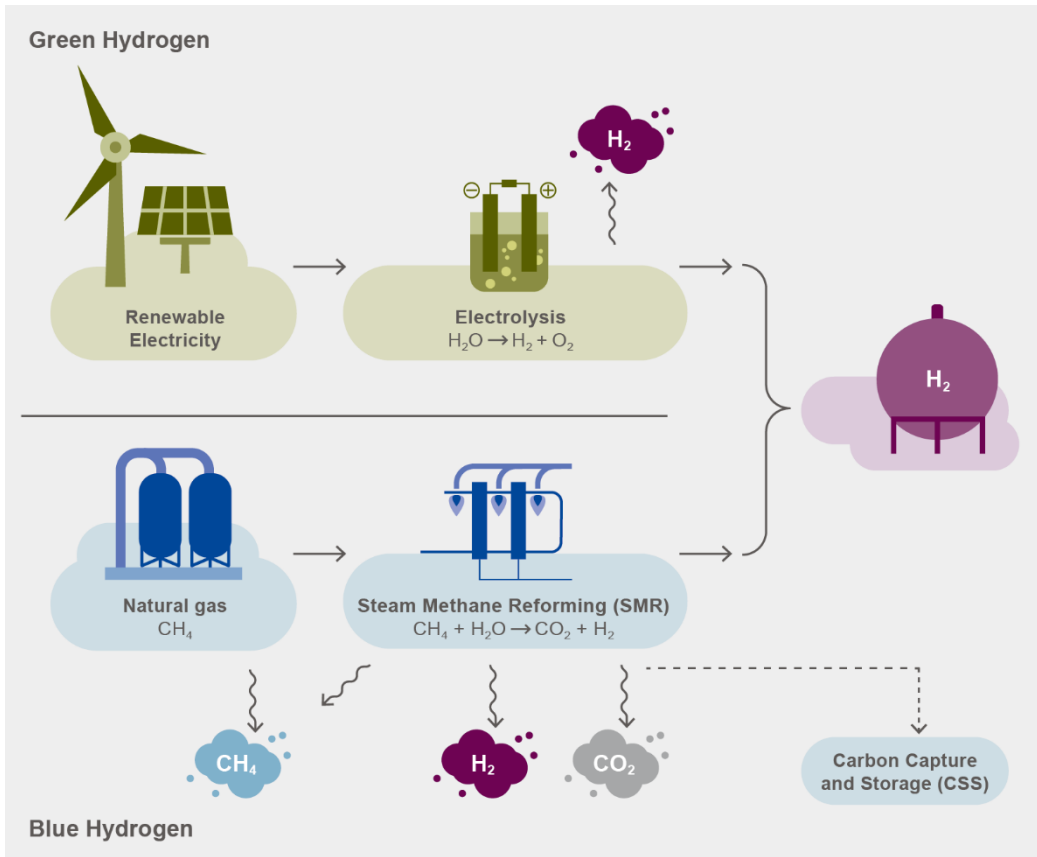 Green Hydrogen
H₂
⊖ ⊕
Renewable
Electricity
Electrolysis
H₂O → H₂ + O₂
H₂
Natural gas
CH₄
Steam Methane Reforming (SMR)
CH₄ + H₂O → CO₂ + H₂
CH₄
H₂
CO₂
Carbon Capture
and Storage (CSS)
Blue Hydrogen